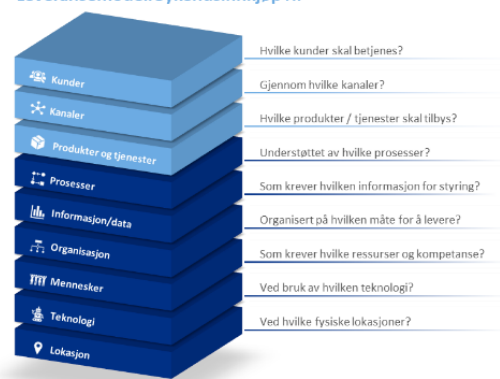 Kunder
Hvilke kunder skal betjenes?
Kanaler
Gjennom hvilke kanaler?
Produkter og tjenester
Hvilke produkter / tjenester skal tilbys?
Prosesser
Understøttet av hvilke prosesser?
Informasjon/data
Som krever hvilken informasjon for styring?
Organisasjon
Organisert på hvilken måte for å levere?
Mennesker
Som krever hvilke ressurser og kompetanse?
Teknologi
Ved bruk av hvilken teknologi?
Lokasjon
Ved hvilke fysiske lokasjoner?